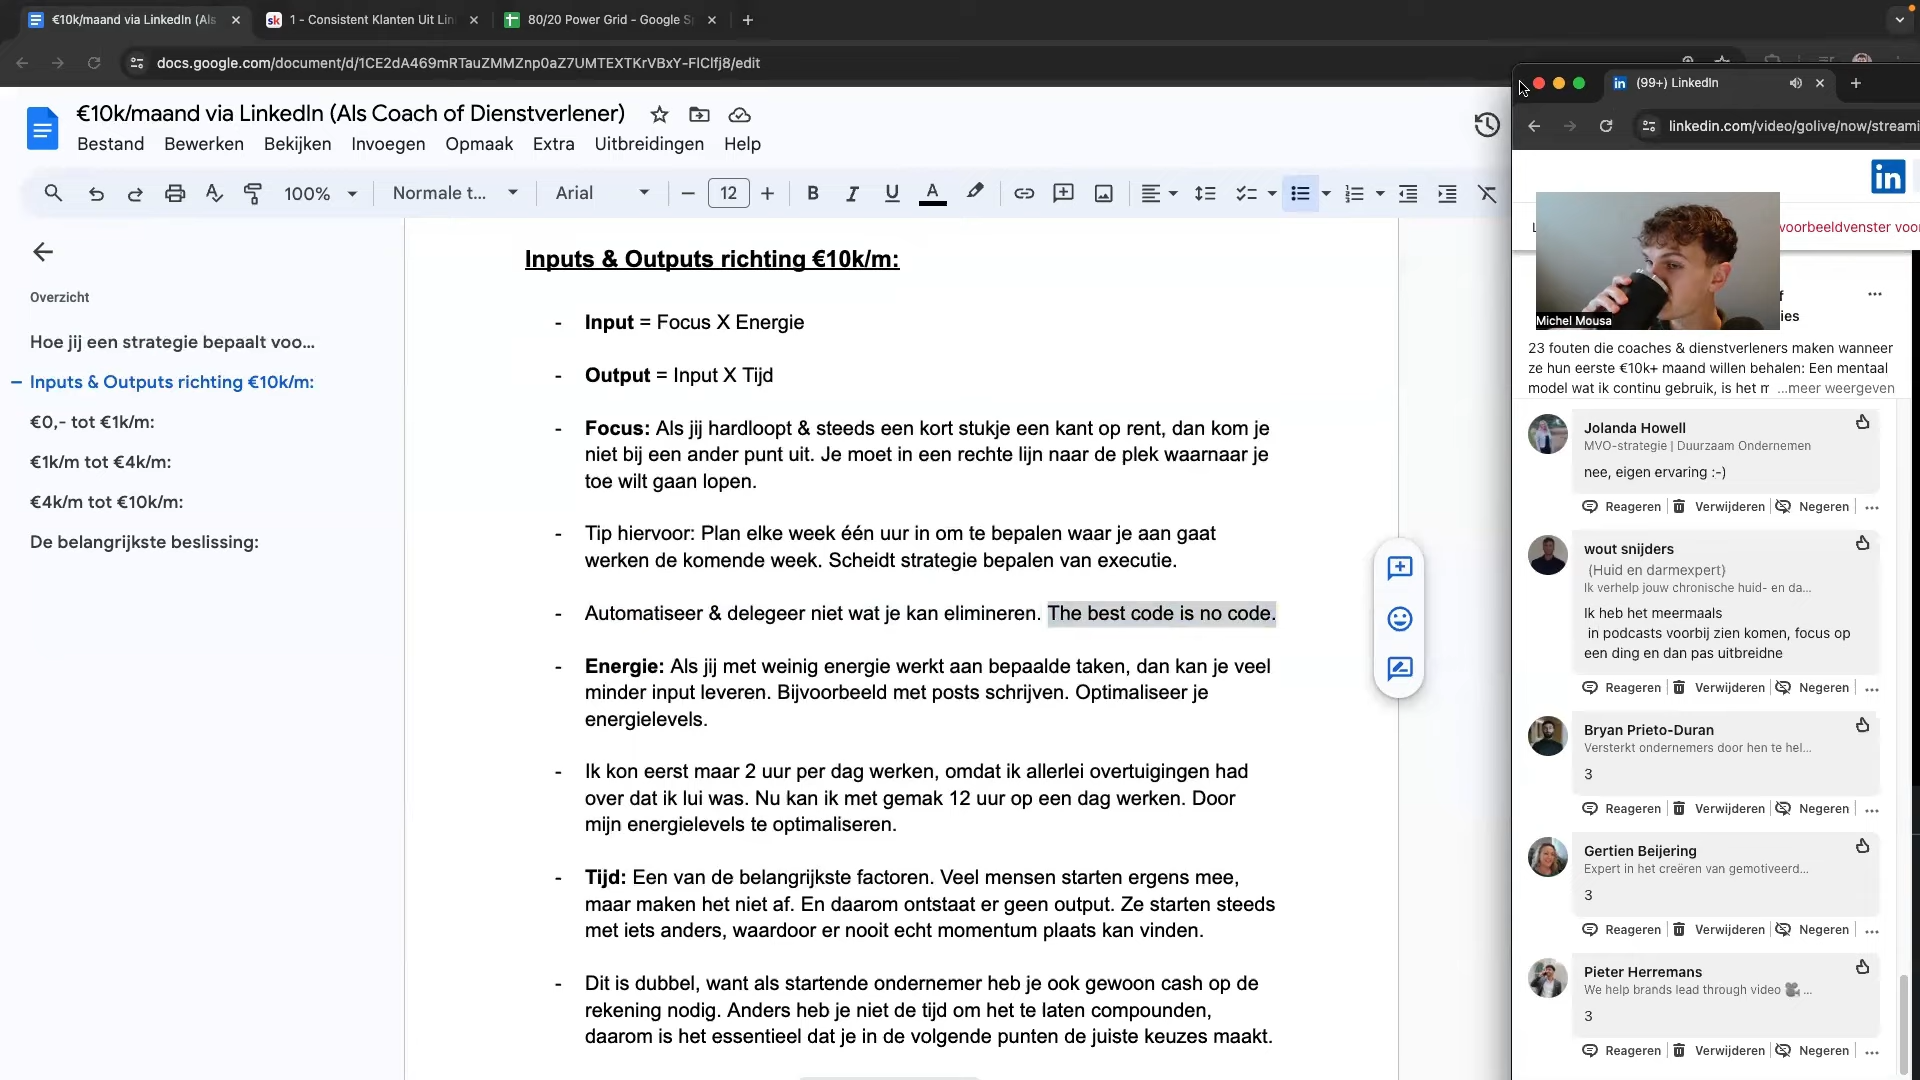 €10k/maand via LinkedIn (Als
1 - Consistent Klanten Uit Lin
80/20 Power Grid - Google S
docs.google.com/document/d/1CE2dA469mRTauZMMZnp0aZ7UMTEXTKrVBxY-FlClfj8/edit
€10k/maand via LinkedIn (Als Coach of Dienstverlener)
Bestand Bewerken Bekijken Invoegen Opmaak Extra Uitbreidingen Help
100% Normale t... Arial 12
Overzicht
Hoe jij een strategie bepaalt voo...
Inputs & Outputs richting €10k/m:
€0,- tot €1k/m:
€1k/m tot €4k/m:
€4k/m tot €10k/m:
De belangrijkste beslissing:
Inputs & Outputs richting €10k/m:
- Input = Focus X Energie
- Output = Input X Tijd
- Focus: Als jij hardloopt & steeds een kort stukje een kant op rent, dan kom je
niet bij een ander punt uit. Je moet in een rechte lijn naar de plek waarnaar je
toe wilt gaan lopen.
- Tip hiervoor: Plan elke week één uur in om te bepalen waar je aan gaat
werken de komende week. Scheidt strategie bepalen van executie.
- Automatiseer & delegeer niet wat je kan elimineren. The best code is no code.
- Energie: Als jij met weinig energie werkt aan bepaalde taken, dan kan je veel
minder input leveren. Bijvoorbeeld met posts schrijven. Optimaliseer je
energielevels.
- Ik kon eerst maar 2 uur per dag werken, omdat ik allerlei overtuigingen had
over dat ik lui was. Nu kan ik met gemak 12 uur op een dag werken. Door
mijn energielevels te optimaliseren.
- Tijd: Een van de belangrijkste factoren. Veel mensen starten ergens mee,
maar maken het niet af. En daarom ontstaat er geen output. Ze starten steeds
met iets anders, waardoor er nooit echt momentum plaats kan vinden.
- Dit is dubbel, want als startende ondernemer heb je ook gewoon cash op de
rekening nodig. Anders heb je niet de tijd om het te laten compounden,
daarom is het essentieel dat je in de volgende punten de juiste keuzes maakt.
(99+) LinkedIn
linkedin.com/video/golive/now/streami
in
voorbeeldvenster voor
Michel Mousa
ies
23 fouten die coaches & dienstverleners maken wanneer
ze hun eerste €10k+ maand willen behalen: Een mentaal
model wat ik continu gebruik, is het m ...meer weergeven
Jolanda Howell
MVO-strategie | Duurzaam Ondernemen
nee, eigen ervaring :-)
Reageren Verwijderen Negeren ...
wout snijders
(Huid en darmexpert)
Ik verhelp jouw chronische huid- en da...
Ik heb het meermaals
in podcasts voorbij zien komen, focus op
een ding en dan pas uitbreidne
Reageren Verwijderen Negeren ...
Bryan Prieto-Duran
Versterkt ondernemers door hen te hel...
3
Reageren Verwijderen Negeren ...
Gertien Beijering
Expert in het creëren van gemotiveerd...
3
Reageren Verwijderen Negeren ...
Pieter Herremans
We help brands lead through video 🎥 ...
3
Reageren Verwijderen Negeren ...